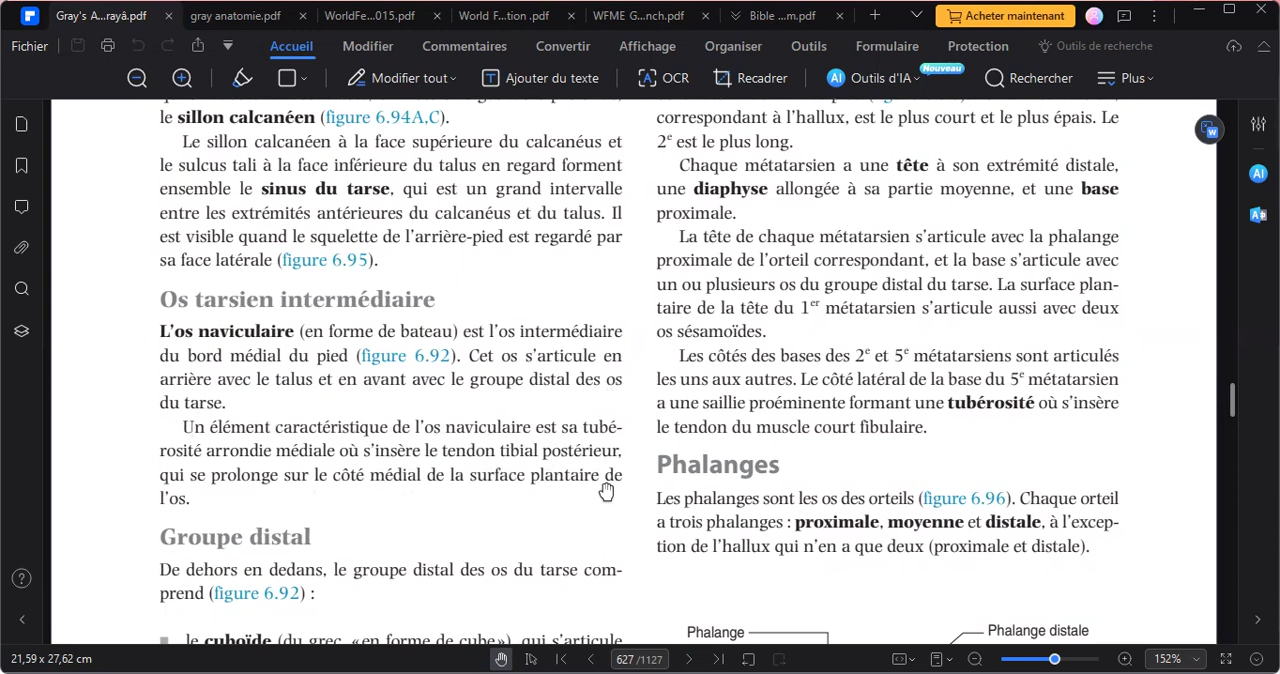 Gray's A...rayâ.pdf
gray anatomie.pdf
WorldFe...015.pdf
World F...tion .pdf
WFME G...nch.pdf
Bible ...m.pdf
Acheter maintenant
Fichier
Accueil
Modifier
Commentaires
Convertir
Affichage
Organiser
Outils
Formulaire
Protection
Outils de recherche
Modifier tout
Ajouter du texte
OCR
Recadrer
Outils d'IA
Nouveau
Rechercher
Plus
le sillon calcanéen (figure 6.94A,C).
Le sillon calcanéen à la face supérieure du calcanéus et
le sulcus tali à la face inférieure du talus en regard forment
ensemble le sinus du tarse, qui est un grand intervalle
entre les extrémités antérieures du calcanéus et du talus. Il
est visible quand le squelette de l'arrière-pied est regardé par
sa face latérale (figure 6.95).
Os tarsien intermédiaire
L'os naviculaire (en forme de bateau) est l'os intermédiaire
du bord médial du pied (figure 6.92). Cet os s'articule en
arrière avec le talus et en avant avec le groupe distal des os
du tarse.
Un élément caractéristique de l'os naviculaire est sa tubé-
rosité arrondie médiale où s'insère le tendon tibial postérieur,
qui se prolonge sur le côté médial de la surface plantaire de
l'os.
Groupe distal
De dehors en dedans, le groupe distal des os du tarse com-
prend (figure 6.92) :
le cuboïde (du grec, «en forme de cube»), qui s'articule
correspondant à l'hallux, est le plus court et le plus épais. Le
2e est le plus long.
Chaque métatarsien a une tête à son extrémité distale,
une diaphyse allongée à sa partie moyenne, et une base
proximale.
La tête de chaque métatarsien s'articule avec la phalange
proximale de l'orteil correspondant, et la base s'articule avec
un ou plusieurs os du groupe distal du tarse. La surface plan-
taire de la tête du 1er métatarsien s'articule aussi avec deux
os sésamoïdes.
Les côtés des bases des 2e et 5e métatarsiens sont articulés
les uns aux autres. Le côté latéral de la base du 5e métatarsien
a une saillie proéminente formant une tubérosité où s'insère
le tendon du muscle court fibulaire.
Phalanges
Les phalanges sont les os des orteils (figure 6.96). Chaque orteil
a trois phalanges : proximale, moyenne et distale, à l'excep-
tion de l'hallux qui n'en a que deux (proximale et distale).
Phalange
Phalange distale
21,59 x 27,62 cm
627 /1127
152%